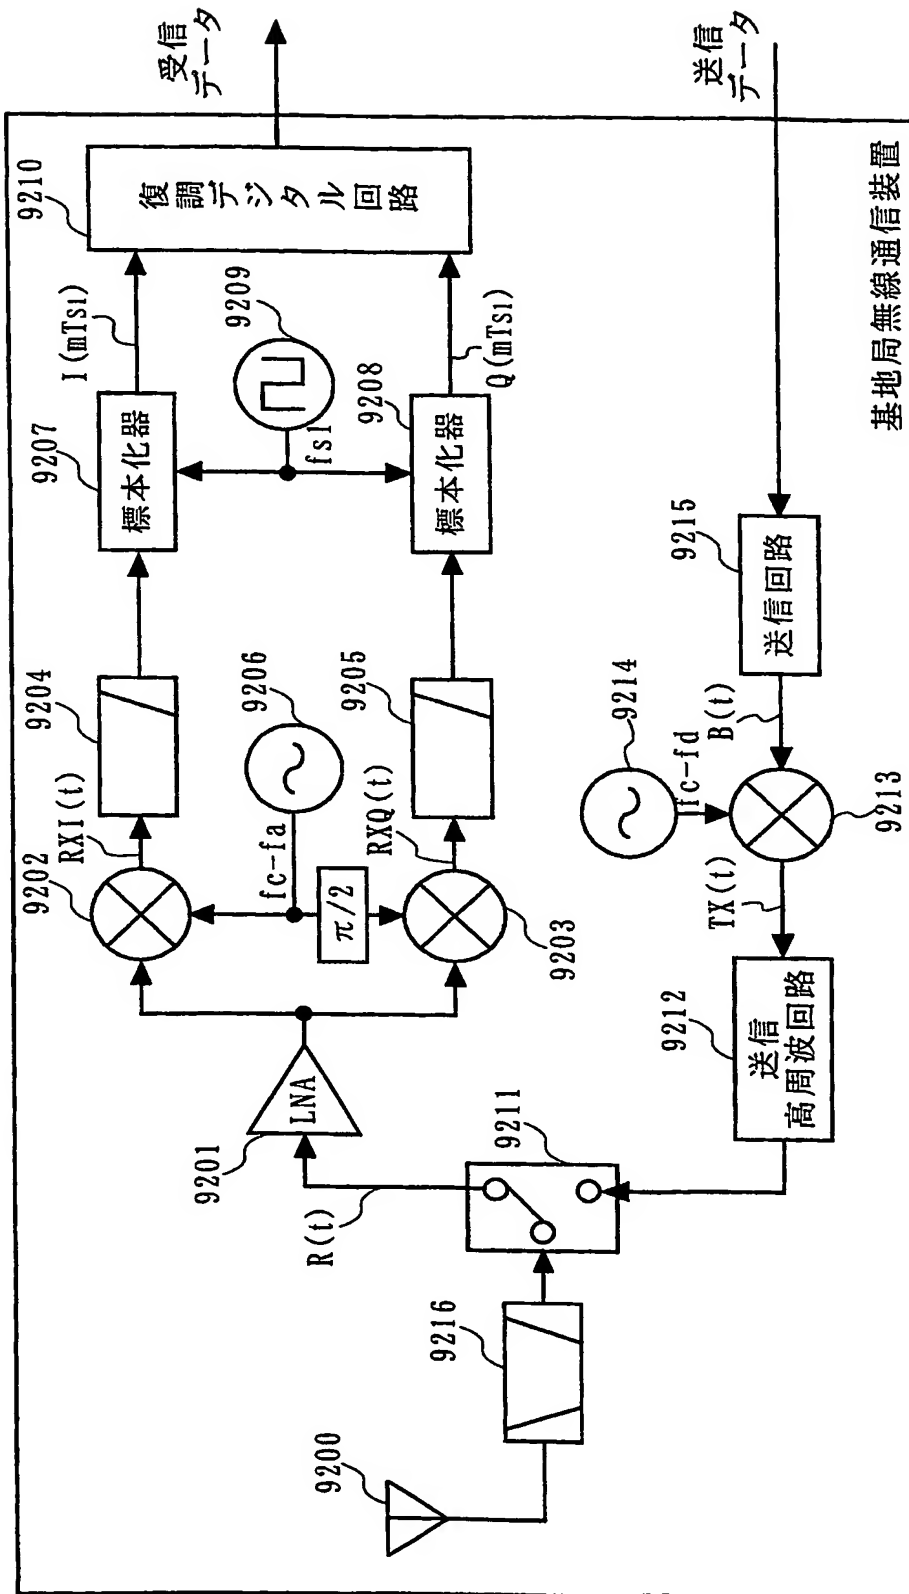 9200
9216
9211
R(t)
9201
LNA
9202
RXI(t)
9204
9207
標本化器
I(mTs1)
9210
復調デジタル回路
受信
データ
fc-fa
9206
π/2
9203
RXQ(t)
9205
fs1
9209
9208
標本化器
Q(mTs1)
9212
送信
高周波回路
TX(t)
9213
fc-fd
9214
B(t)
9215
送信回路
送信
データ
基地局無線通信装置